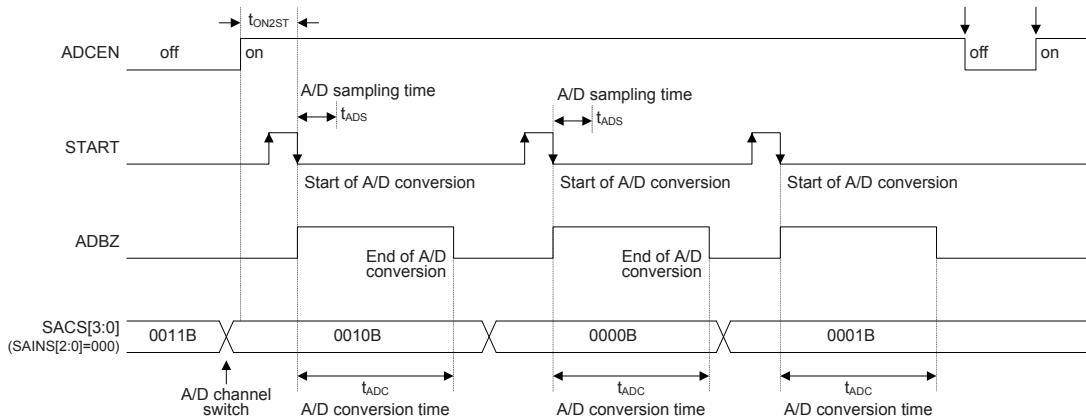 tON2ST
ADCEN
off
on
off
on
A/D sampling time
A/D sampling time
tADS
tADS
START
Start of A/D conversion
Start of A/D conversion
Start of A/D conversion
ADBZ
End of A/D
conversion
End of A/D
conversion
SACS[3:0]
(SAINS[2:0]=000)
0011B
0010B
0000B
0001B
A/D channel
switch
tADC
A/D conversion time
tADC
A/D conversion time
tADC
A/D conversion time